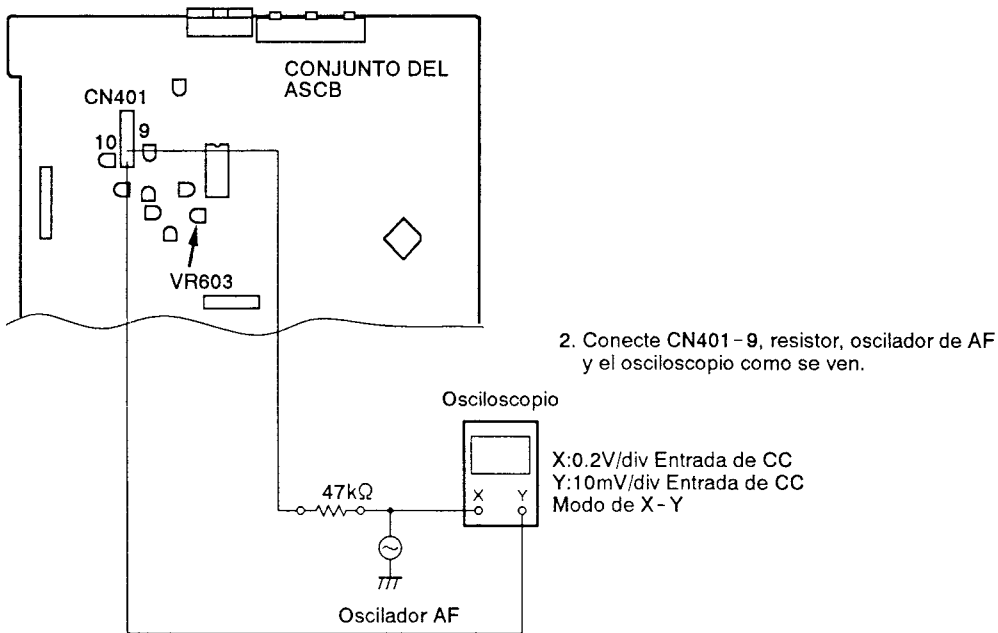 CONJUNTO DEL
ASCB
CN401
10 9
VR603
2. Conecte CN401-9, resistor, oscilador de AF
y el osciloscopio como se ven.
Osciloscopio
X:0.2V/div Entrada de CC
Y:10mV/div Entrada de CC
Modo de X-Y
X Y
47kΩ
Oscilador AF